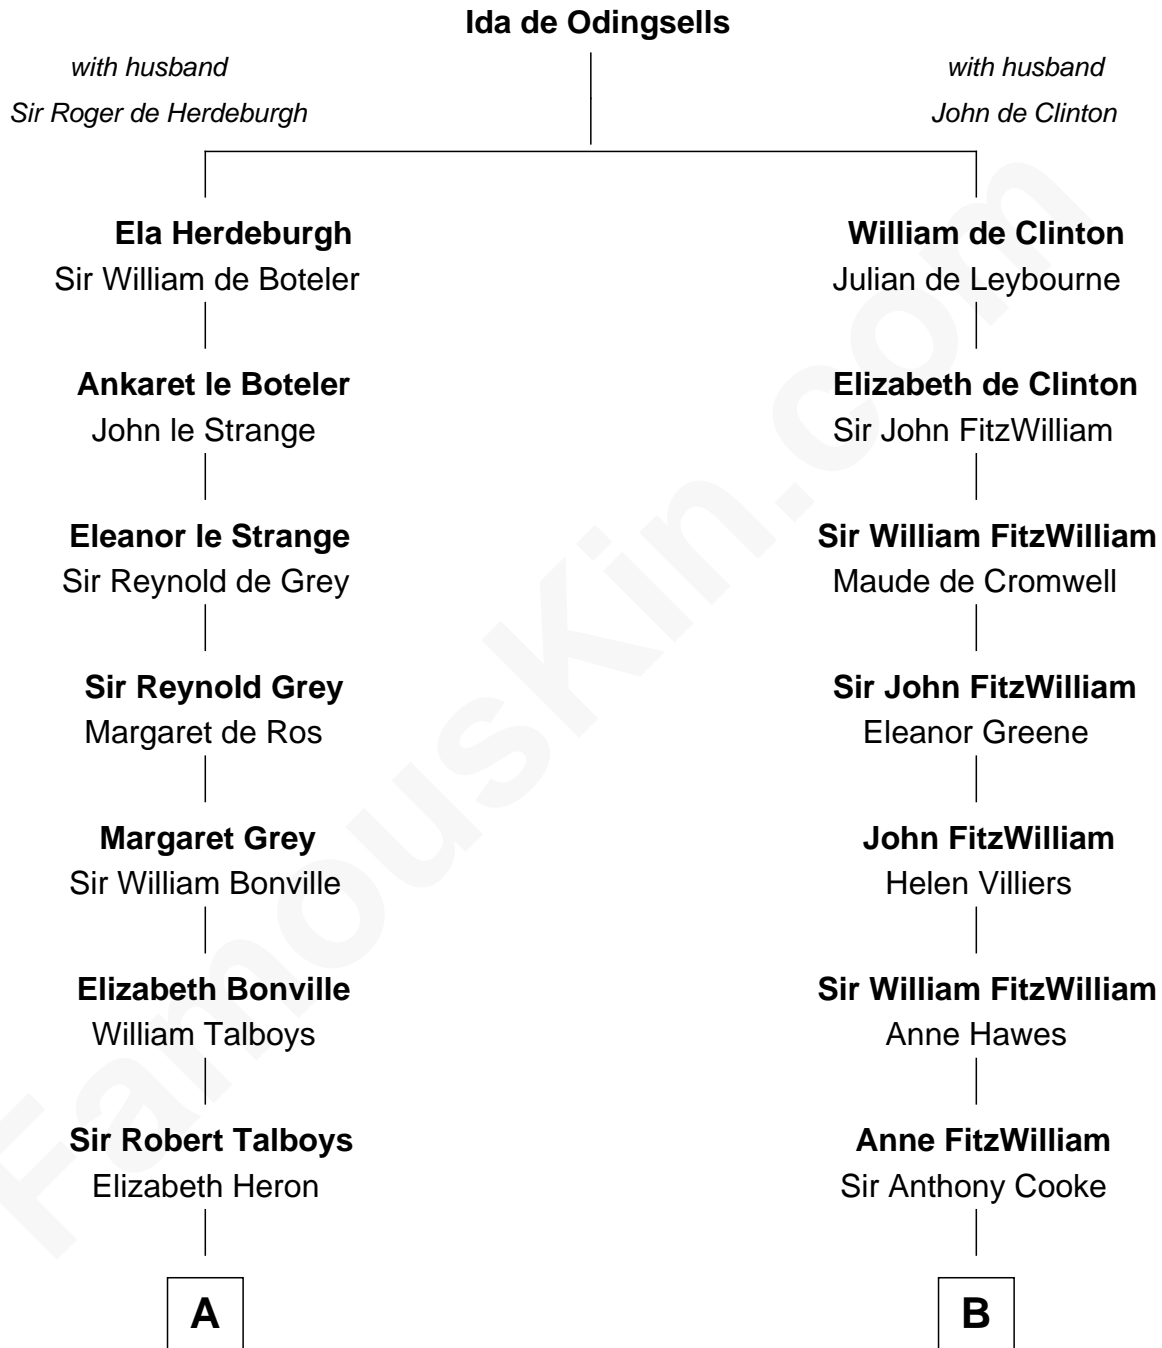 Ida de Odingsells
with husband
Sir Roger de Herdeburgh
with husband
John de Clinton
Ela Herdeburgh
Sir William de Boteler
William de Clinton
Julian de Leybourne
Ankaret le Boteler
John le Strange
Elizabeth de Clinton
Sir John FitzWilliam
Eleanor le Strange
Sir Reynold de Grey
Sir William FitzWilliam
Maude de Cromwell
Sir Reynold Grey
Margaret de Ros
Sir John FitzWilliam
Eleanor Greene
Margaret Grey
Sir William Bonville
John FitzWilliam
Helen Villiers
Elizabeth Bonville
William Talboys
Sir William FitzWilliam
Anne Hawes
Sir Robert Talboys
Elizabeth Heron
Anne FitzWilliam
Sir Anthony Cooke
A
B
FamousKin.com